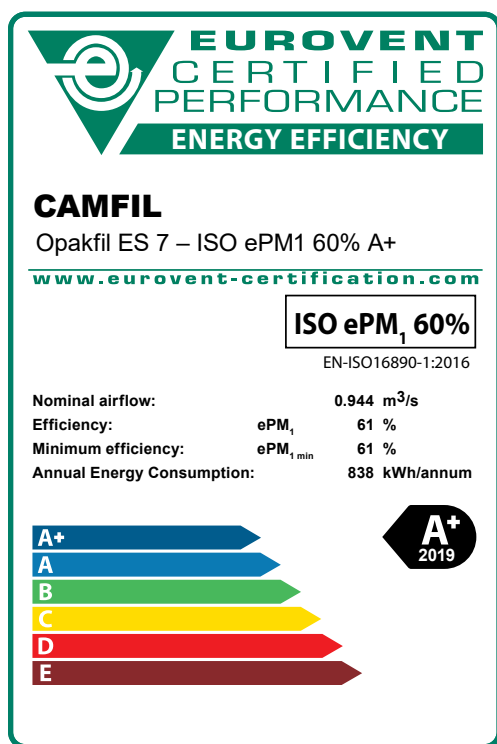 EUROVENT
CERTIFIED
PERFORMANCE
ENERGY EFFICIENCY
CAMFIL
Opakfil ES 7 – ISO ePM1 60% A+
www.eurovent-certification.com
ISO ePM1 60%
EN-ISO16890-1:2016
Nominal airflow: 0.944 m3/s
Efficiency: ePM1 61 %
Minimum efficiency: ePM1 min 61 %
Annual Energy Consumption: 838 kWh/annum
A+
A+
2019
A
B
C
D
E